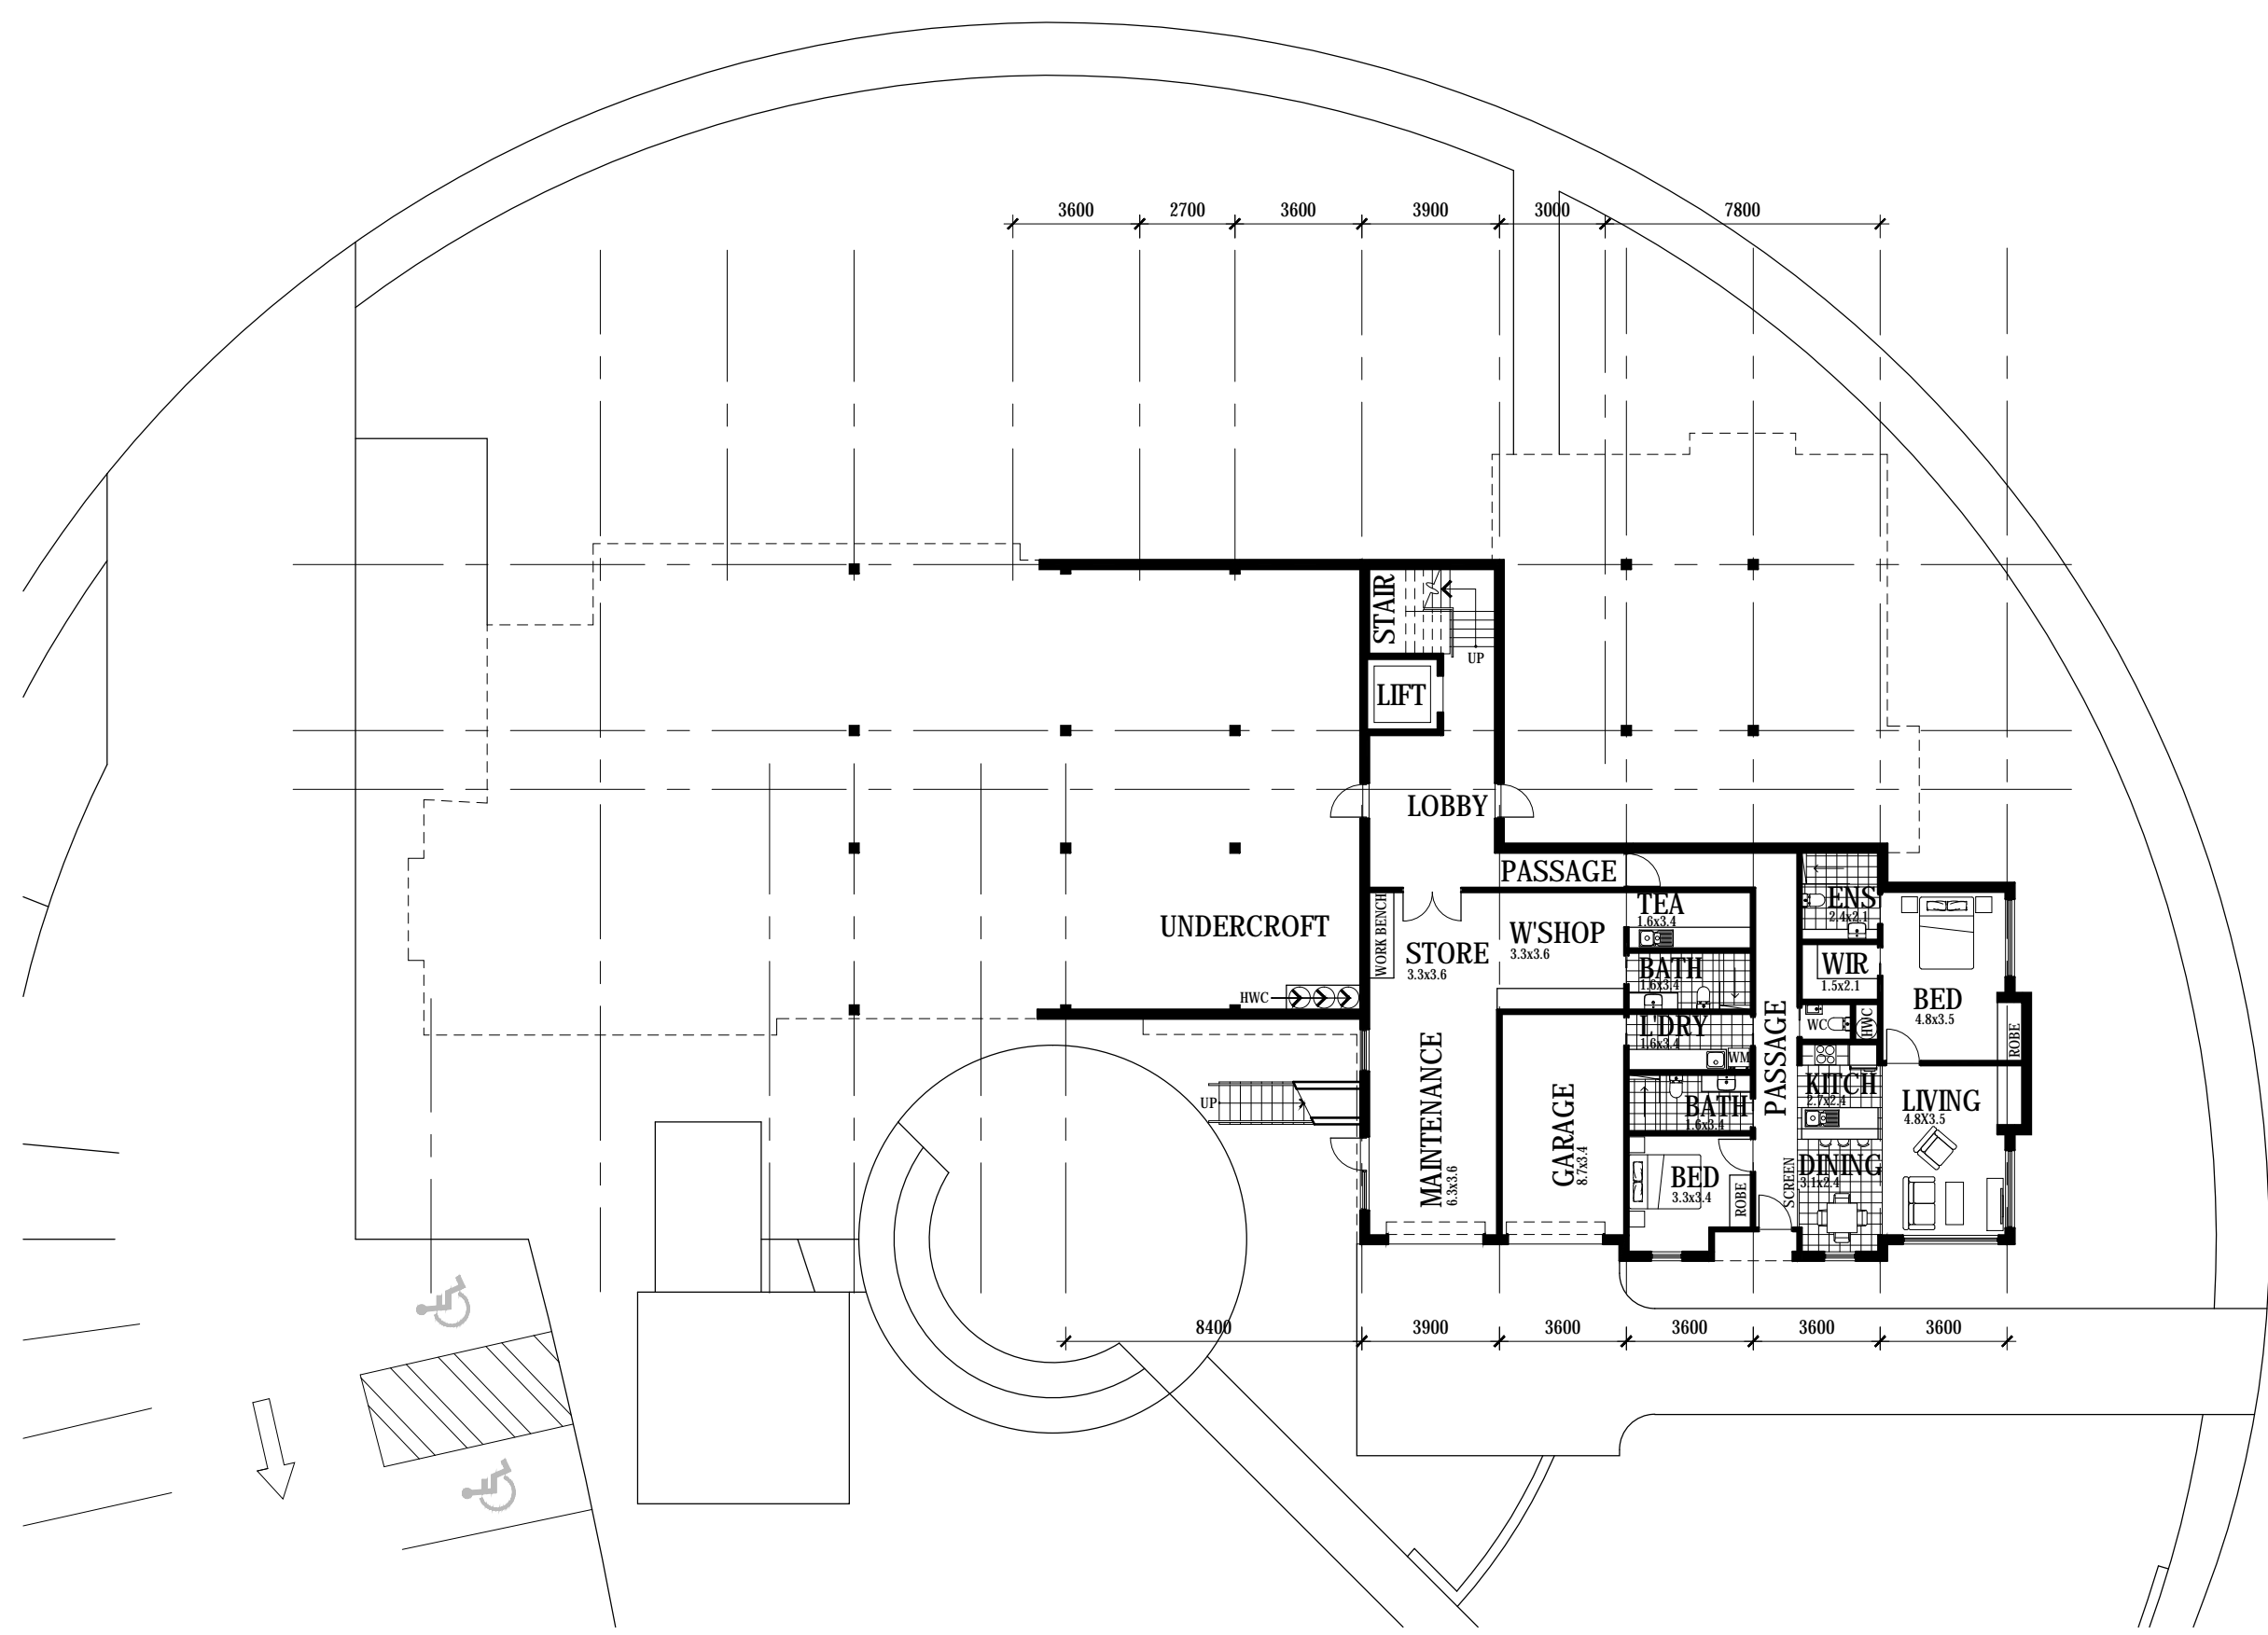 3600 2700 3600 3900 3000 7800
STAIR
UP
LIFT
LOBBY
PASSAGE
UNDERCROFT
HWC
WORK BENCH
STORE
3.3x3.6
W'SHOP
3.3x3.6
TEA
1.6x3.4
BATH
1.6x3.4
L'DRY
1.6x3.4
WM
BATH
1.6x3.4
BED
3.3x3.4
ROBE
ENS
2.4x2.1
WIR
1.5x2.1
WC
HWC
BED
4.8x3.5
ROBE
KITCH
2.7x2.4
LIVING
4.8X3.5
DINING
3.1x2.4
SCREEN
PASSAGE
UP
MAINTENANCE
6.3x3.6
GARAGE
8.7x3.4
8400 3900 3600 3600 3600 3600